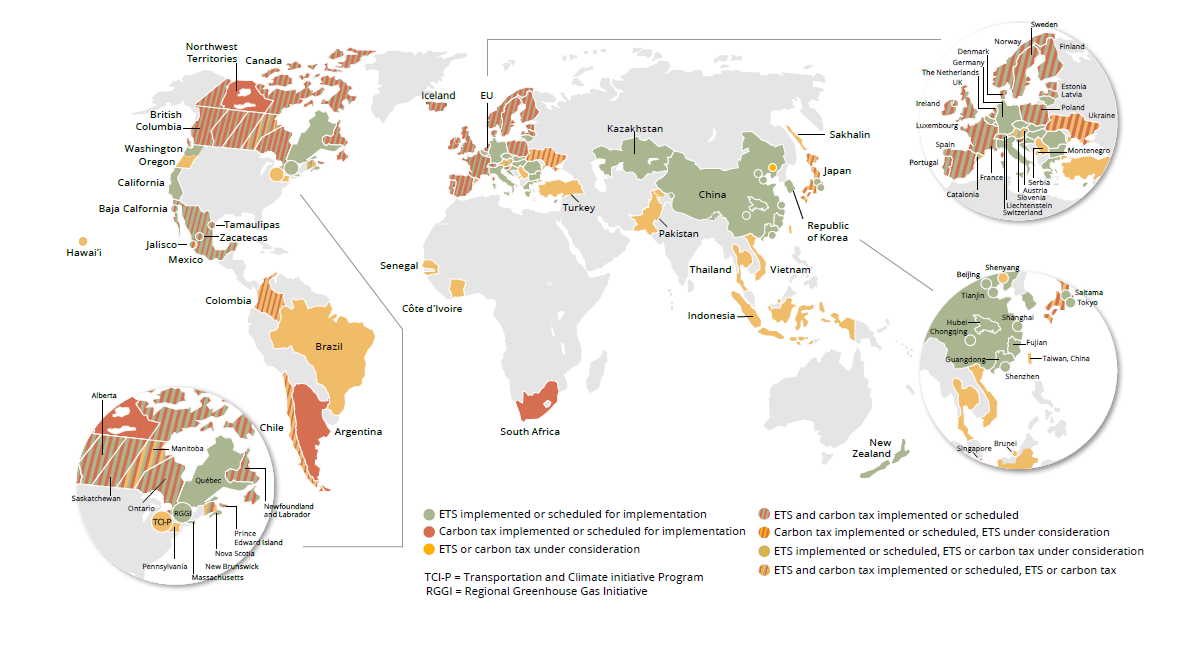 Northwest
Territories
Canada
British
Columbia
Washington
Oregon
California
Baja Calfornia
Hawai'i
Jalisco
Mexico
Tamaulipas
Zacatecas
Iceland
EU
Kazakhstan
China
Sakhalin
Japan
Republic
of Korea
Turkey
Pakistan
Thailand
Vietnam
Indonesia
Senegal
Côte d'Ivoire
Colombia
Brazil
Chile
Argentina
South Africa
New
Zealand
Sweden
Norway
Finland
Denmark
Germany
The Netherlands
UK
Ireland
Luxembourg
Spain
Portugal
Catalonia
France
Estonia
Latvia
Poland
Ukraine
Montenegro
Serbia
Austria
Slovenia
Liechtenstein
Switzerland
Shenyang
Beijing
Tianjin
Saitama
Tokyo
Shanghai
Hubei
Chongqing
Fujian
Taiwan, China
Guangdong
Shenzhen
Singapore
Brunei
Alberta
Manitoba
Québec
Saskatchewan
Ontario
TCI-P
RGGI
Newfoundland
and Labrador
Prince
Edward Island
Nova Scotia
Pennsylvania
New Brunswick
Massachusetts
ETS implemented or scheduled for implementation
Carbon tax implemented or scheduled for implementation
ETS or carbon tax under consideration
TCI-P = Transportation and Climate initiative Program
RGGI = Regional Greenhouse Gas Initiative
ETS and carbon tax implemented or scheduled
Carbon tax implemented or scheduled, ETS under consideration
ETS implemented or scheduled, ETS or carbon tax under consideration
ETS and carbon tax implemented or scheduled, ETS or carbon tax